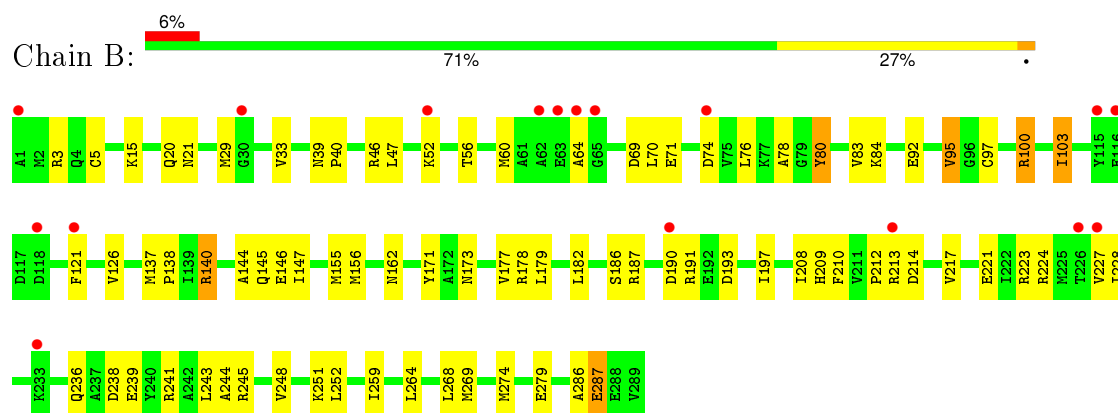 6%
Chain B:
71% 27% •
A1 M2 R3 Q4 C5 K15 Q20 N21 M29 G30 V33 N39 P40 R46 L47 K52 T56 M60 A61 A62 E63 A64 G65 D69 L70 E71 D74 V75 L76 K77 A78 G79 Y80 V83 K84 E92 V95 G96 C97 R100 I103 Y115
D117 D118 F121 V126 M137 P138 I139 R140 A144 Q145 E146 I147 M155 M156 N162 Y171 A172 N173 V177 R178 L179 L182 S186 R187 D190 R191 E192 D193 I197 I208 H209 F210 V211 P212 R213 D214 V217 E221 I222 R223 R224 M225 T226 V227
K233 Q236 A237 D238 E239 Y240 R241 A242 L243 A244 R245 V248 K251 L252 I259 L264 L268 M269 M274 E279 A286 E287 E288 V289